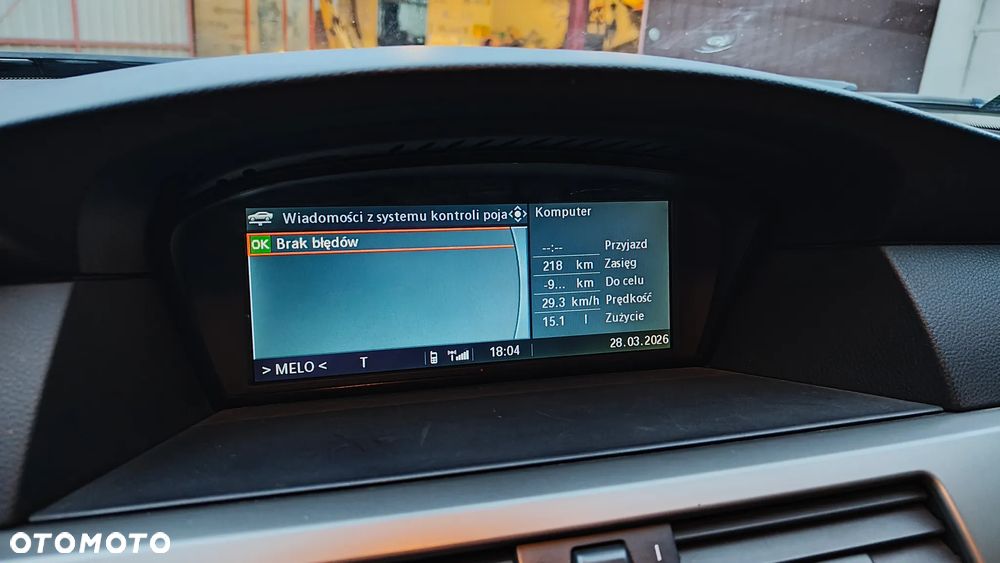 Wiadomości z systemu kontroli poja
OK Brak błędów
Komputer
--:-- Przyjazd
218 km Zasięg
-9... km Do celu
29.3 km/h Prędkość
15.1 l Zużycie
> MELO < T 18:04 28.03.2026
OTOMOTO